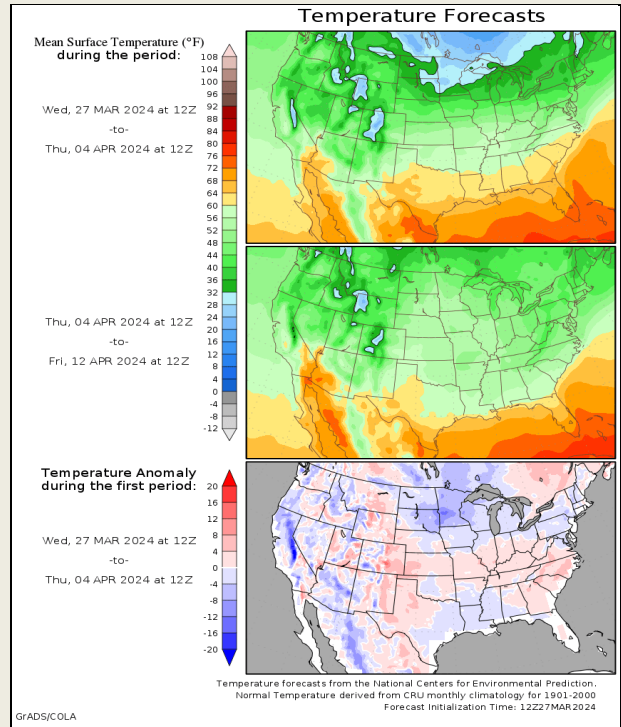 Temperature Forecasts
Mean Surface Temperature (°F)
during the period:
108
104
100
96
92
88
84
80
76
72
68
64
60
56
52
48
44
40
36
32
28
24
20
16
12
8
4
0
-4
-8
-12
Wed, 27 MAR 2024 at 12Z
-to-
Thu, 04 APR 2024 at 12Z
Thu, 04 APR 2024 at 12Z
-to-
Fri, 12 APR 2024 at 12Z
Temperature Anomaly
during the first period:
20
16
12
8
4
0
-4
-8
-12
-16
-20
Wed, 27 MAR 2024 at 12Z
-to-
Thu, 04 APR 2024 at 12Z
Temperature forecasts from the National Centers for Environmental Prediction.
Normal Temperature derived from CRU monthly climatology for 1901-2000
Forecast Initialization Time: 12Z27MAR2024
GrADS/COLA